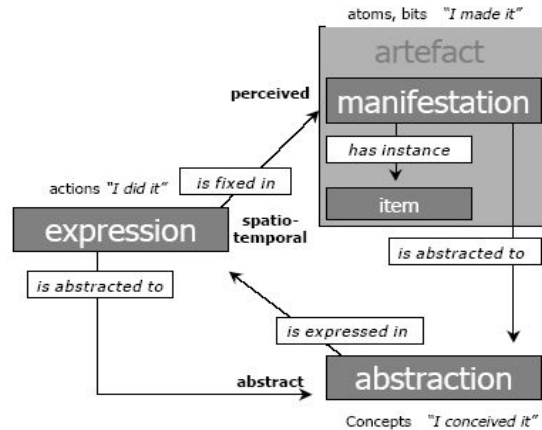 atoms, bits "I made it"
artefact
manifestation
perceived
has instance
is fixed in
actions "I did it"
item
expression
spatio-
temporal
is abstracted to
is abstracted to
is expressed in
abstract
abstraction
Concepts "I conceived it"